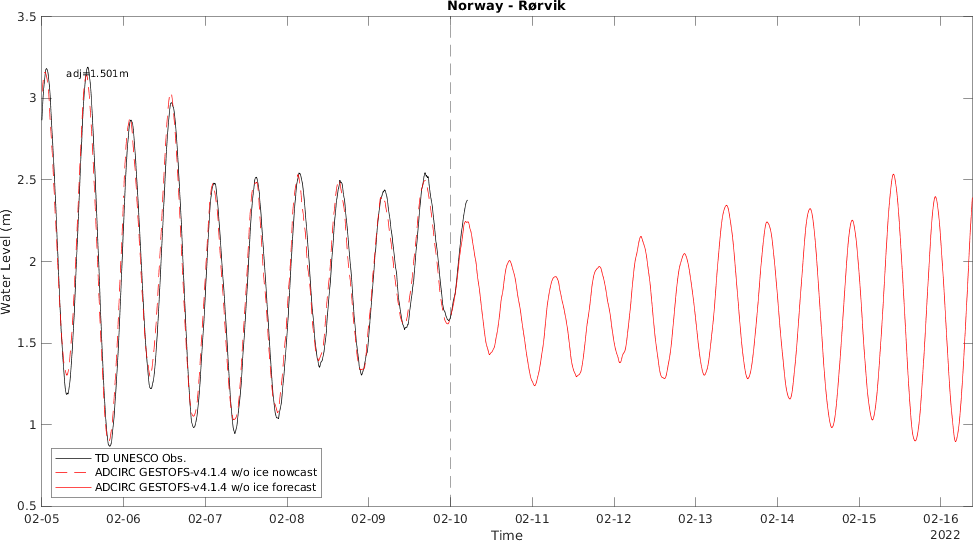 Norway - Rørvik
3.5
3
2.5
2
1.5
1
0.5
Water Level (m)
adj=1.501m
TD UNESCO Obs.
ADCIRC GESTOFS-v4.1.4 w/o ice nowcast
ADCIRC GESTOFS-v4.1.4 w/o ice forecast
02-05 02-06 02-07 02-08 02-09 02-10 02-11 02-12 02-13 02-14 02-15 02-16
Time
2022